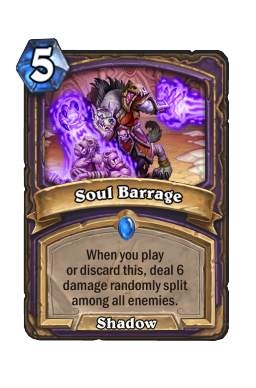 5
Soul Barrage
When you play
or discard this, deal 6
damage randomly split
among all enemies.
Shadow